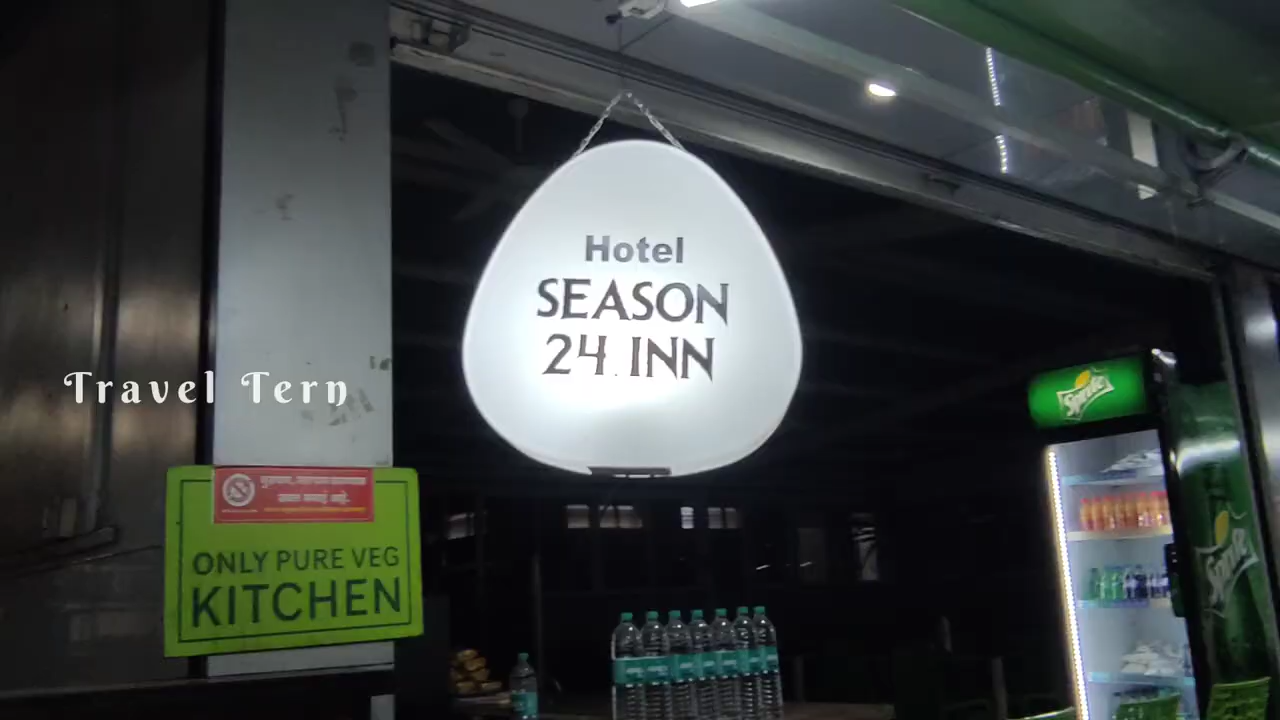 Hotel
SEASON
24 INN
Travel Tern
Sprite
ONLY PURE VEG
KITCHEN
Sprite